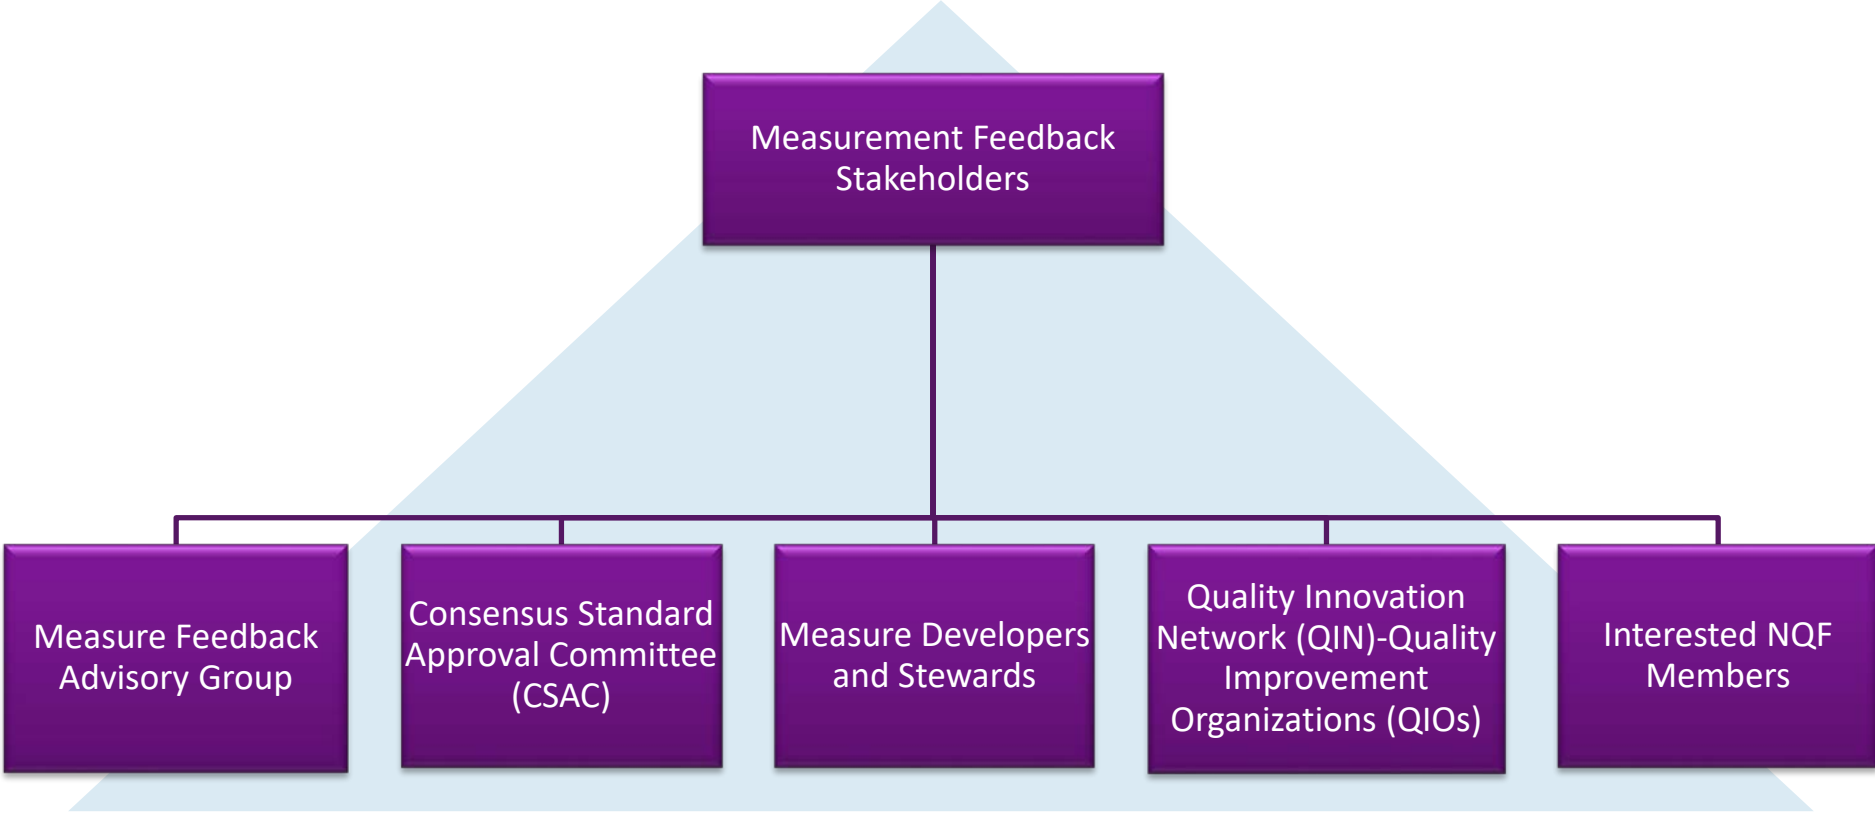 Measurement Feedback
Stakeholders
Measure Feedback
Advisory Group
Consensus Standard
Approval Committee
(CSAC)
Measure Developers
and Stewards
Quality Innovation
Network (QIN)-Quality
Improvement
Organizations (QIOs)
Interested NQF
Members